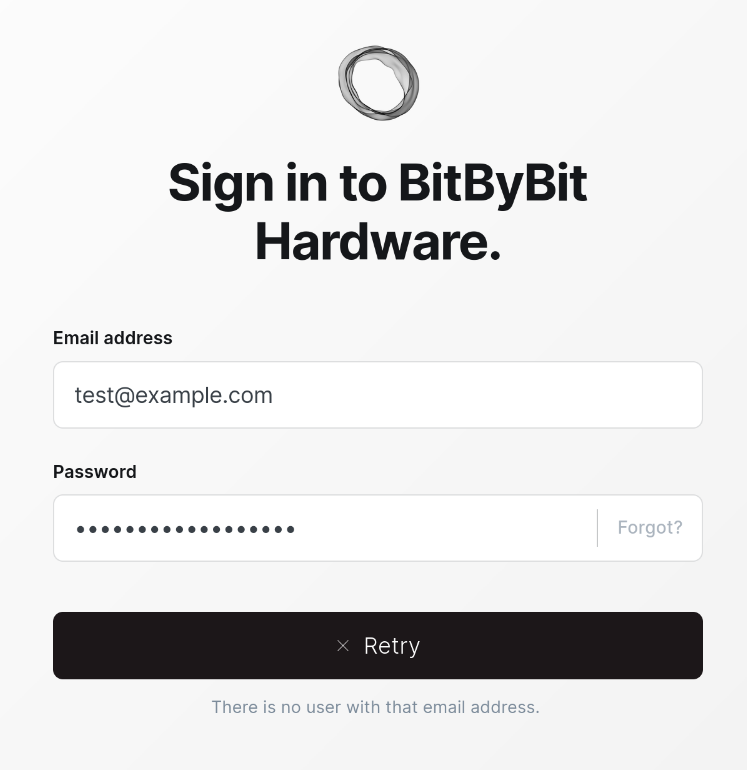 Sign in to BitByBit
Hardware.
Email address
test@example.com
Password
••••••••••••••••••
Forgot?
× Retry
There is no user with that email address.